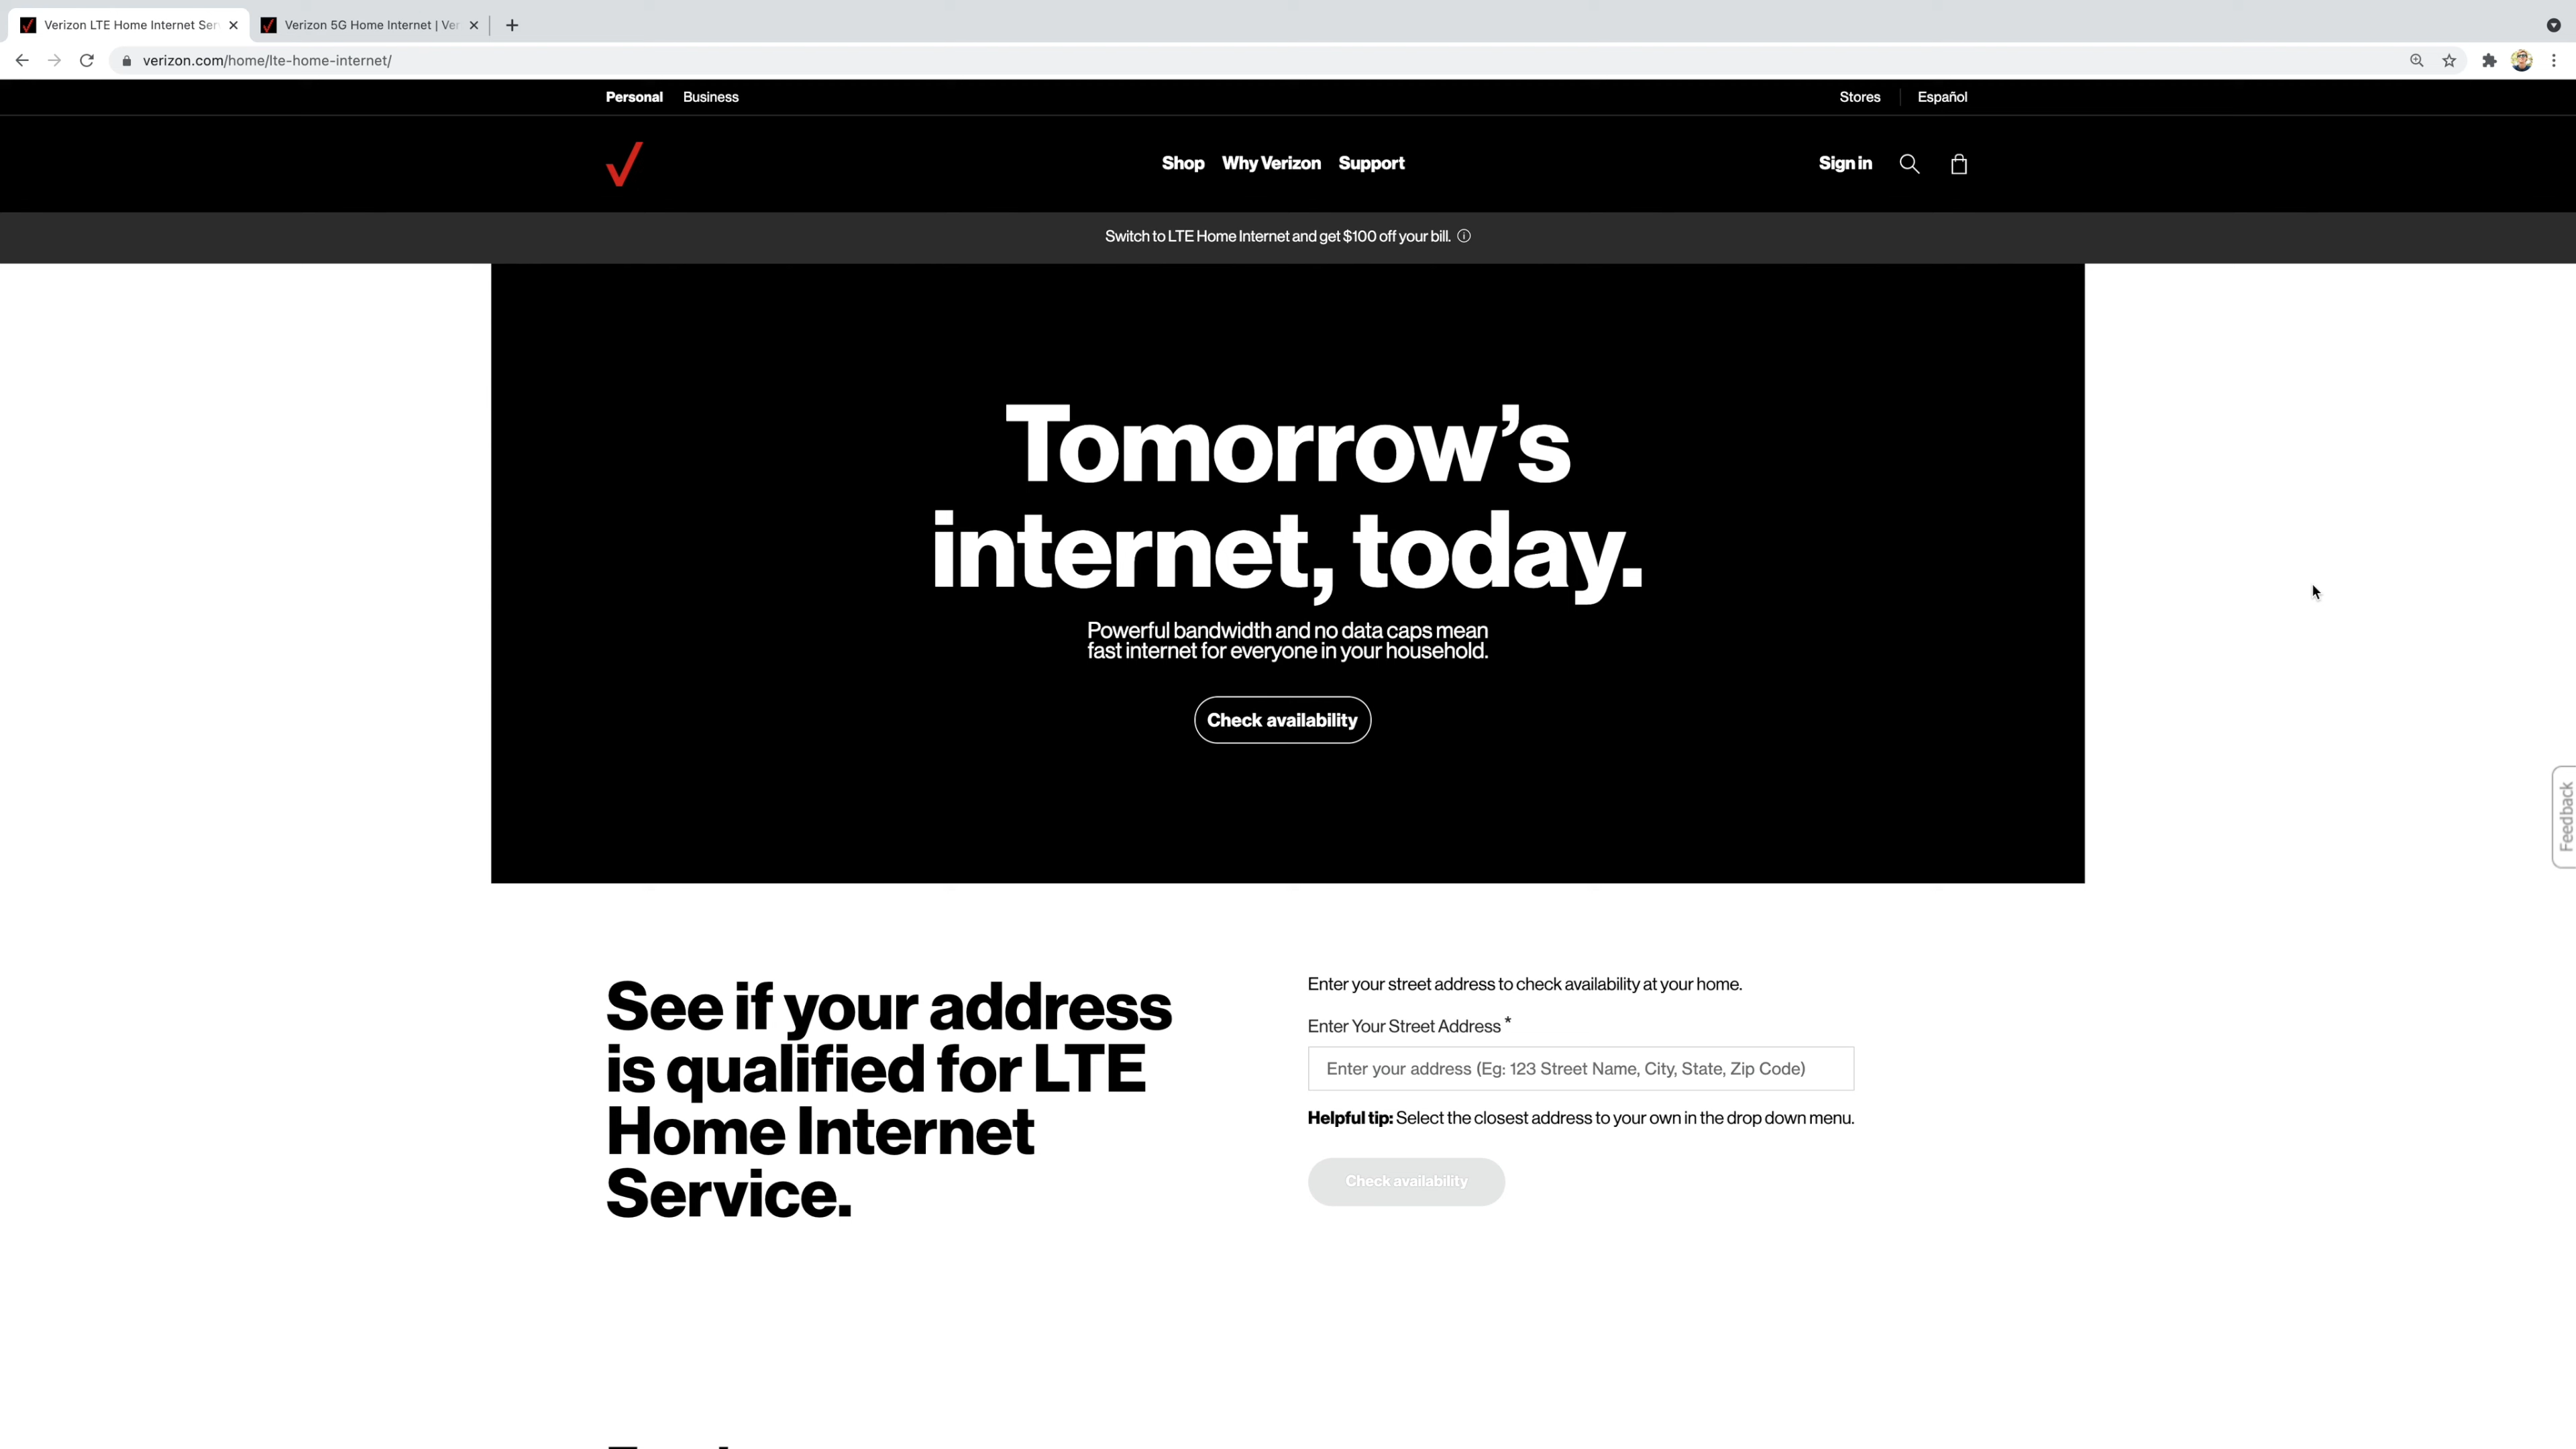 Verizon LTE Home Internet Ser
Verizon 5G Home Internet | Ver
verizon.com/home/lte-home-internet/
Personal Business
Stores Español
Shop Why Verizon Support
Sign in
Switch to LTE Home Internet and get $100 off your bill.
Tomorrow’s
internet, today.
Powerful bandwidth and no data caps mean
fast internet for everyone in your household.
Check availability
Feedback
See if your address
is qualified for LTE
Home Internet
Service.
Enter your street address to check availability at your home.
Enter Your Street Address *
Enter your address (Eg: 123 Street Name, City, State, Zip Code)
Helpful tip: Select the closest address to your own in the drop down menu.
Check availability